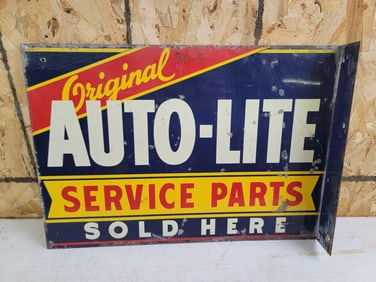 Original
AUTO-LITE
SERVICE PARTS
SOLD HERE